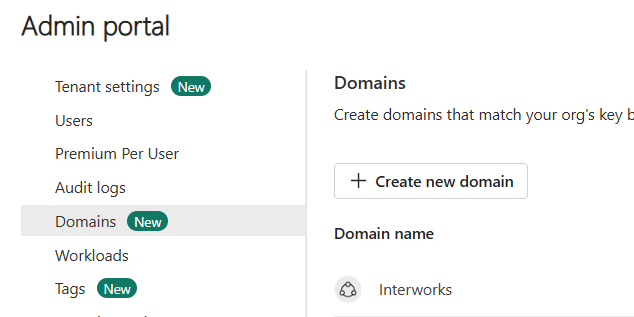 Admin portal
Tenant settings New
Users
Premium Per User
Audit logs
Domains New
Workloads
Tags New
Domains
Create domains that match your org's key b
Create new domain
Domain name
Interworks